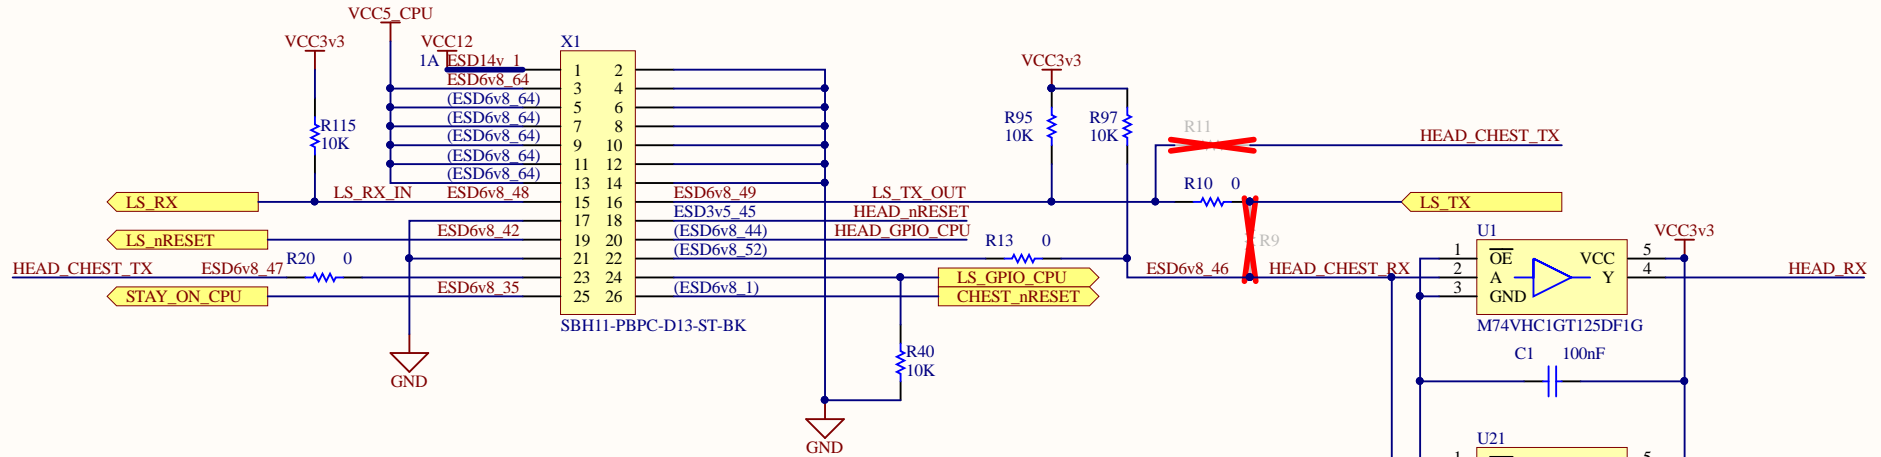 VCC5_CPU
VCC3v3
VCC12
X1
1A ESD14v_1
1 2
ESD6v8_64
3 4
(ESD6v8_64)
5 6
(ESD6v8_64)
7 8
(ESD6v8_64)
9 10
(ESD6v8_64)
11 12
(ESD6v8_64)
13 14
R115
10K
LS_RX
LS_RX_IN
ESD6v8_48
15 16
ESD6v8_49
LS_TX_OUT
17 18
ESD3v5_45
HEAD_nRESET
LS_nRESET
ESD6v8_42
19 20
(ESD6v8_44)
HEAD_GPIO_CPU
21 22
(ESD6v8_52)
R13 0
HEAD_CHEST_TX
ESD6v8_47
R20 0
23 24
LS_GPIO_CPU
STAY_ON_CPU
ESD6v8_35
25 26
(ESD6v8_1)
CHEST_nRESET
SBH11-PBPC-D13-ST-BK
GND
R40
10K
GND
VCC3v3
R95
10K
R97
10K
R11
HEAD_CHEST_TX
R10 0
LS_TX
R9
ESD6v8_46
HEAD_CHEST_RX
U1
VCC3v3
1 OE VCC 5
2 A Y 4
3 GND
HEAD_RX
M74VHC1GT125DF1G
C1 100nF
U21
1 5